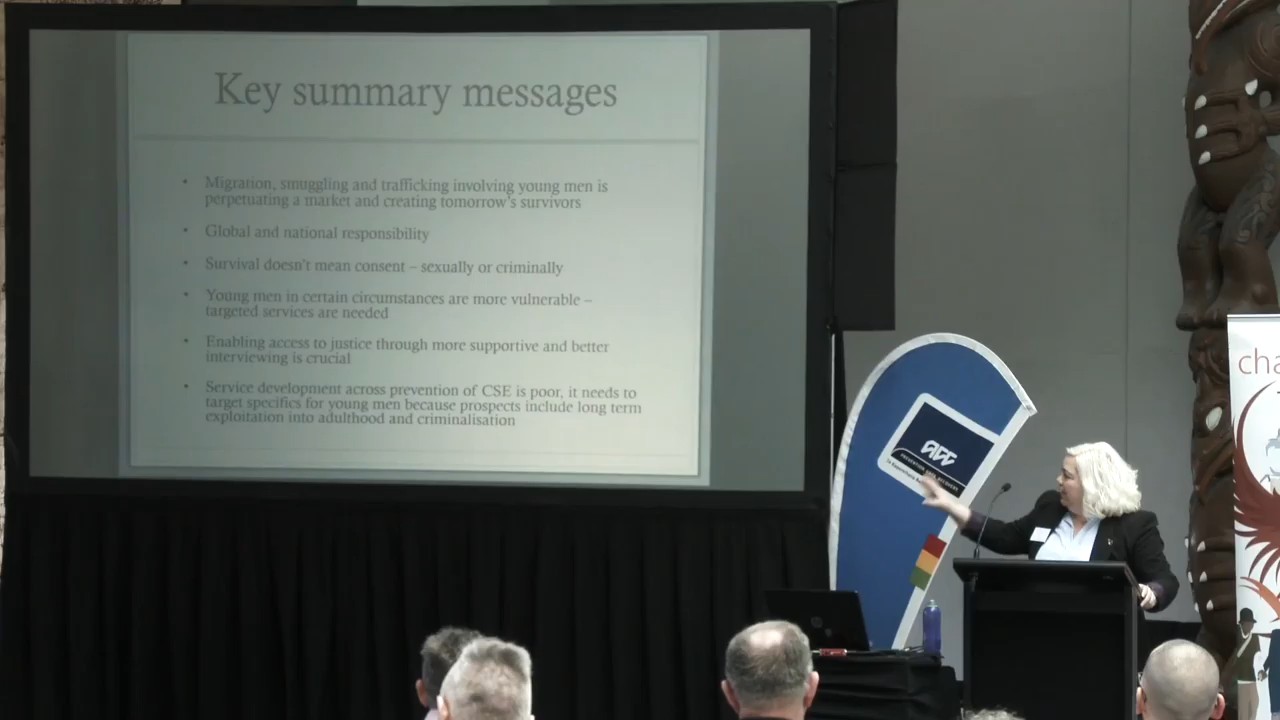 Key summary messages
• Migration, smuggling and trafficking involving young men is
perpetuating a market and creating tomorrow's survivors
• Global and national responsibility
• Survival doesn't mean consent – sexually or criminally
• Young men in certain circumstances are more vulnerable –
targeted services are needed
• Enabling access to justice through more supportive and better
interviewing is crucial
• Service development across prevention of CSE is poor, it needs to
target specifics for young men because prospects include long term
exploitation into adulthood and criminalisation
cha